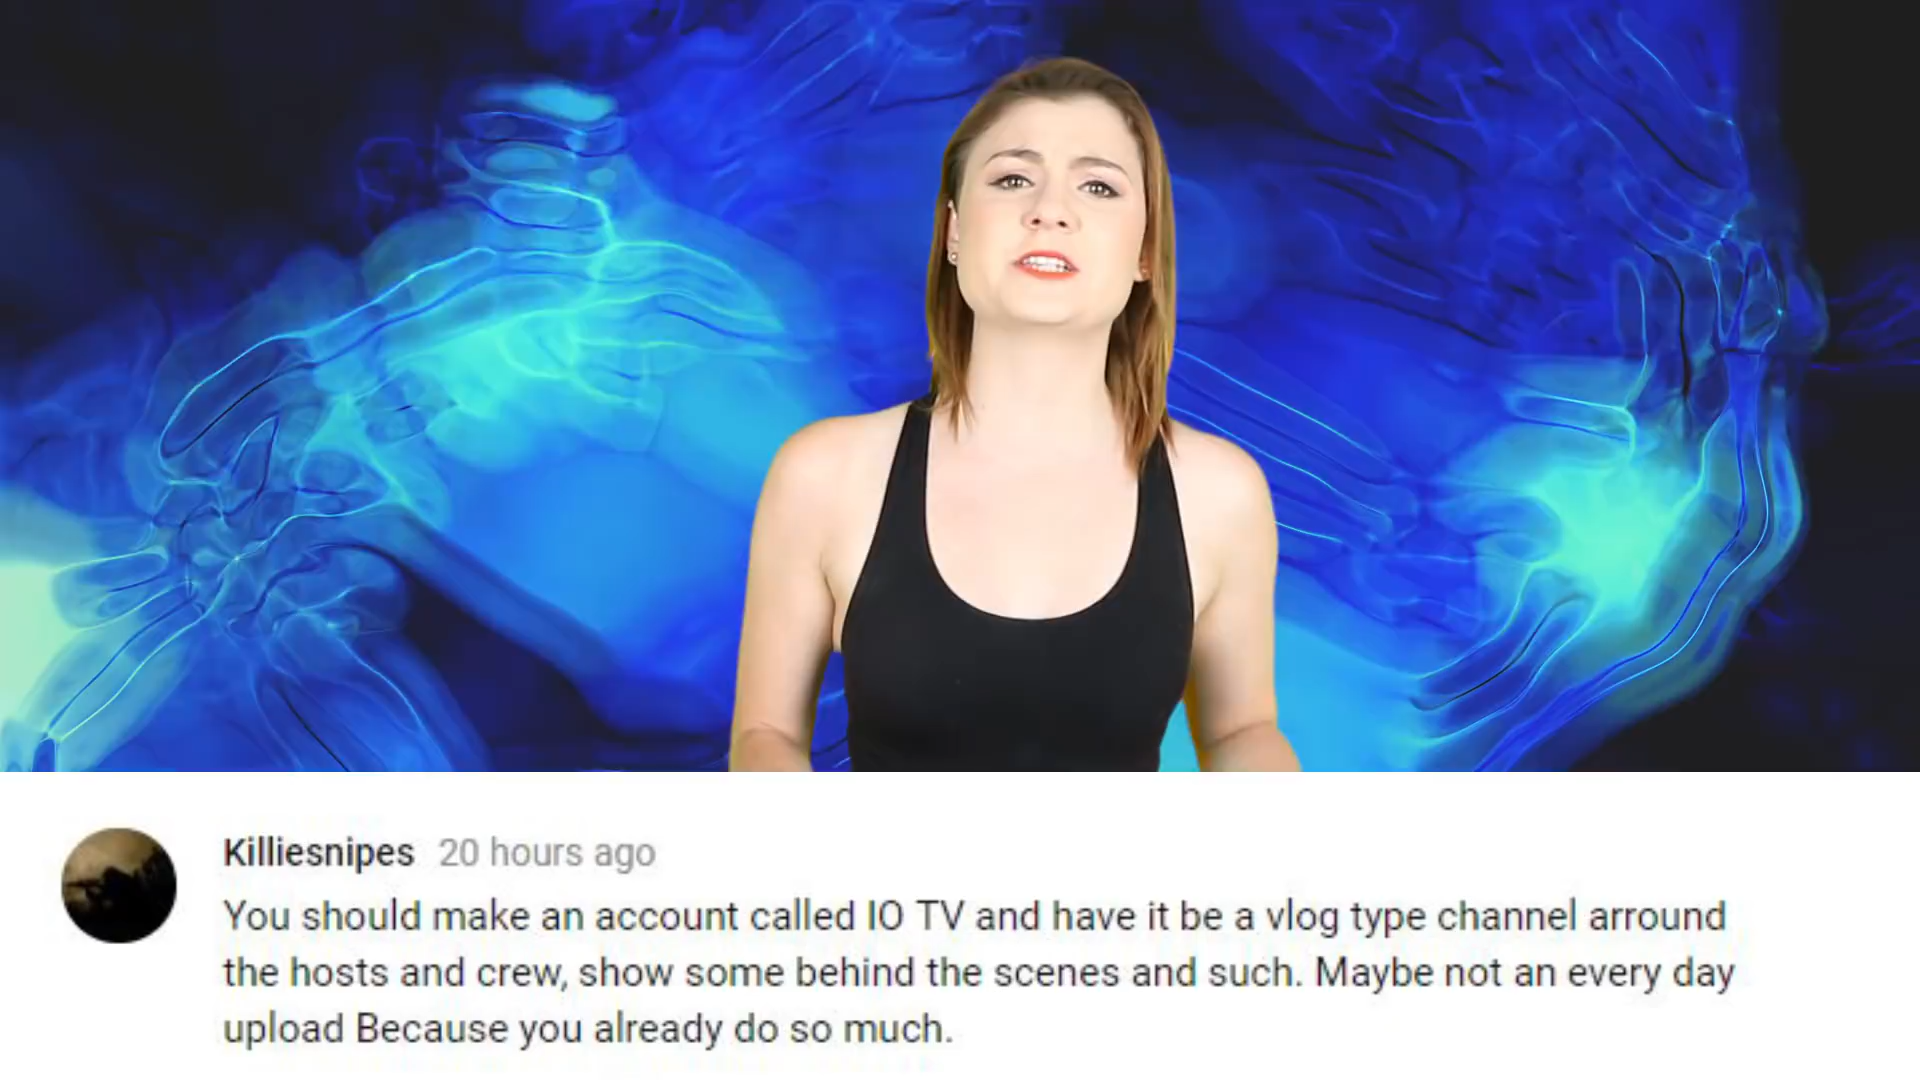 Killiesnipes 20 hours ago
You should make an account called IO TV and have it be a vlog type channel arround
the hosts and crew, show some behind the scenes and such. Maybe not an every day
upload Because you already do so much.